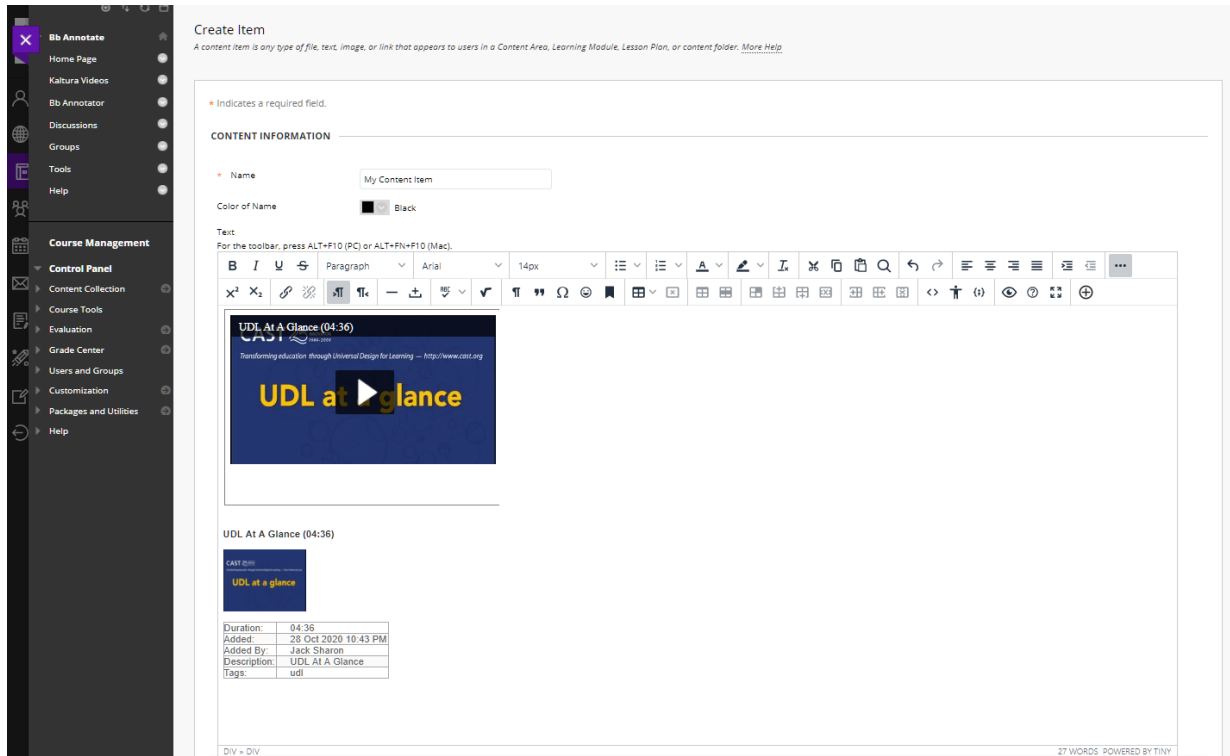 Bb Annotate
Home Page
Kaltura Videos
Bb Annotator
Discussions
Groups
Tools
Help
Course Management
Control Panel
Content Collection
Course Tools
Evaluation
Grade Center
Users and Groups
Customization
Packages and Utilities
Help
Create Item
A content item is any type of file, text, image, or link that appears to users in a Content Area, Learning Module, Lesson Plan, or content folder. More Help
* Indicates a required field.
CONTENT INFORMATION
* Name My Content Item
Color of Name Black
Text
For the toolbar, press ALT+F10 (PC) or ALT+FN+F10 (Mac).
B I U S Paragraph Arial 14px
UDL At A Glance (04:36)
CAST
Transforming education through Universal Design for Learning — http://www.cast.org
UDL at a glance
UDL At A Glance (04:36)
CAST
UDL at a glance
Duration: 04:36
Added: 28 Oct 2020 10:43 PM
Added By: Jack Sharon
Description: UDL At A Glance
Tags: udl
DIV » DIV 27 WORDS POWERED BY TINY